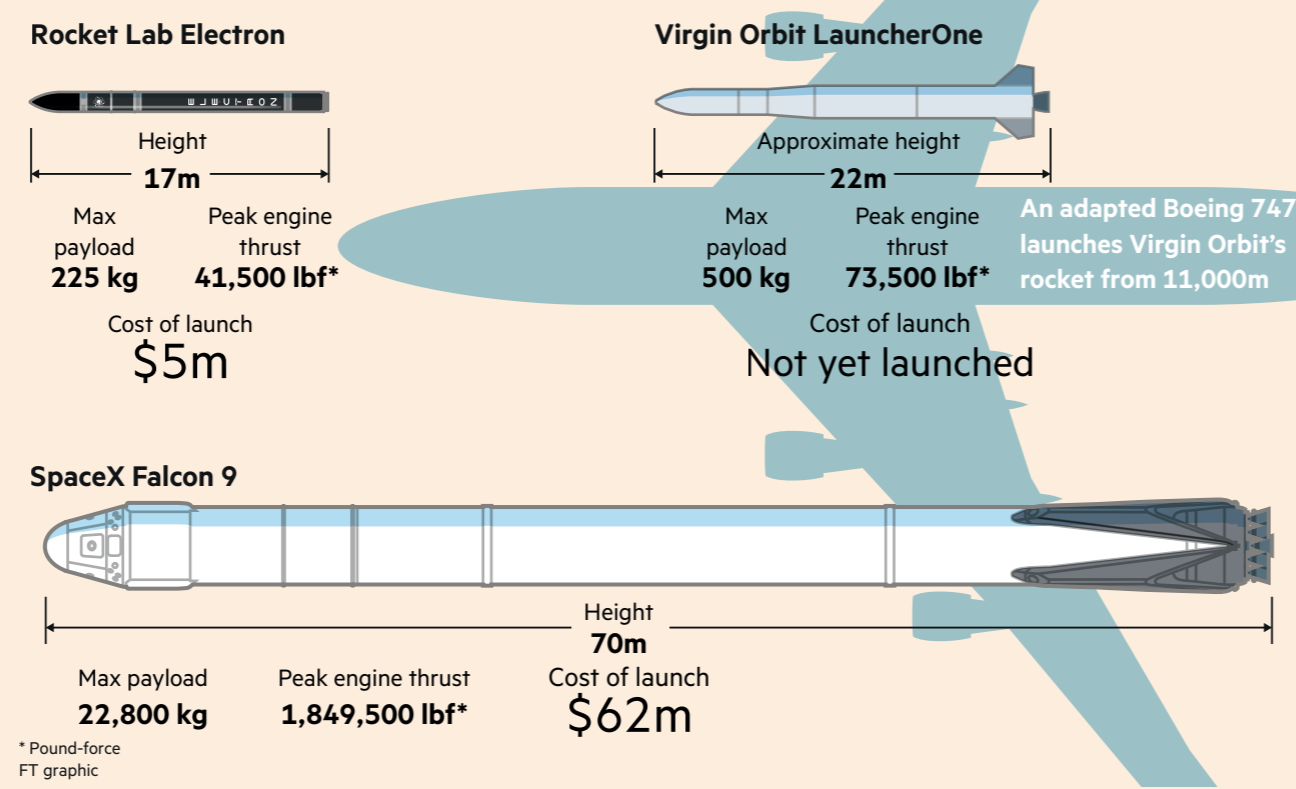 Rocket Lab Electron
ELECTRON
Height
17m
Max
payload
225 kg
Peak engine
thrust
41,500 lbf*
Cost of launch
$5m
Virgin Orbit LauncherOne
Approximate height
22m
Max
payload
500 kg
Peak engine
thrust
73,500 lbf*
An adapted Boeing 747
launches Virgin Orbit’s
rocket from 11,000m
Cost of launch
Not yet launched
SpaceX Falcon 9
Height
70m
Max payload
22,800 kg
Peak engine thrust
1,849,500 lbf*
Cost of launch
$62m
* Pound-force
FT graphic